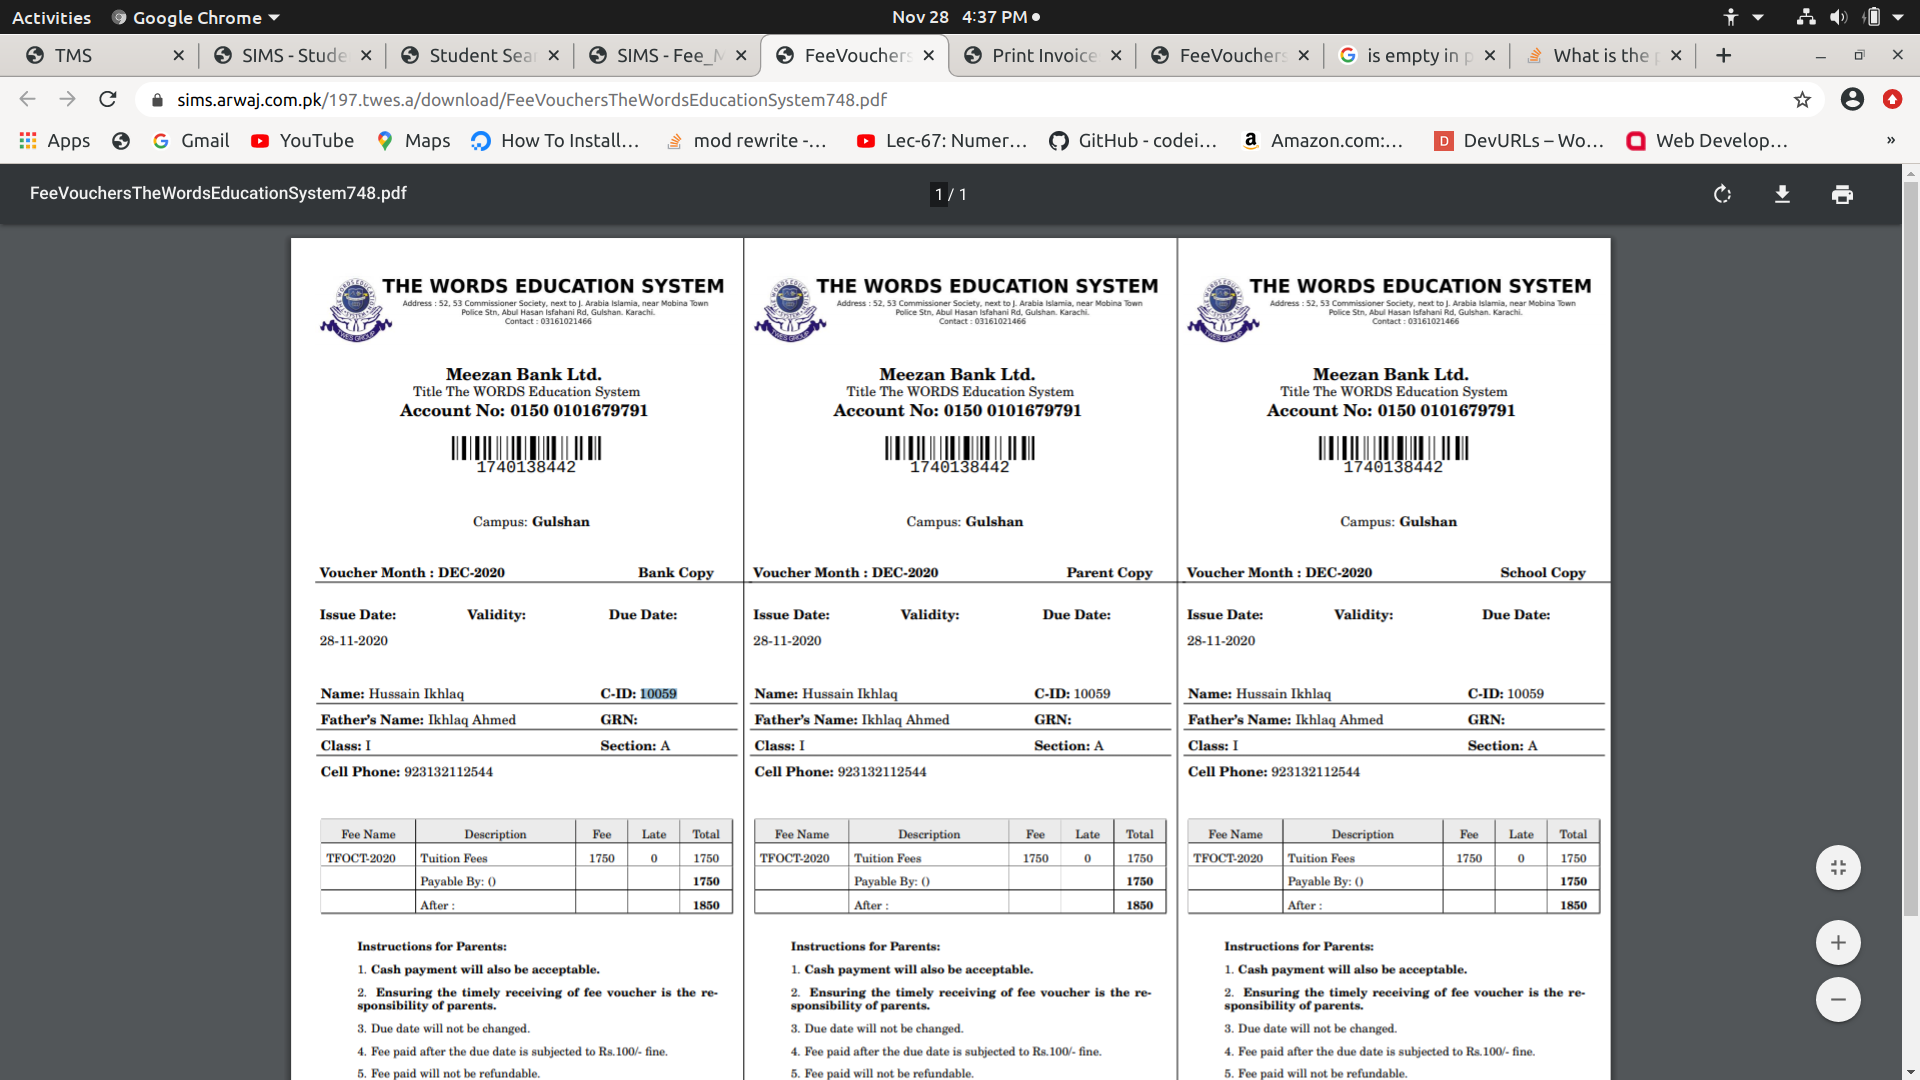 Activities Google Chrome Nov 28 4:37 PM
TMS SIMS - Stude Student Sear SIMS - Fee_M FeeVouchers Print Invoice FeeVouchers is empty in p What is the p
sims.arwaj.com.pk/197.twes.a/download/FeeVouchersTheWordsEducationSystem748.pdf
Apps Gmail YouTube Maps How To Install... mod rewrite -... Lec-67: Numer... GitHub - codei... Amazon.com:... DevURLs – Wo... Web Develop... »
FeeVouchersTheWordsEducationSystem748.pdf 1 / 1
THE WORDS EDUCATION SYSTEM
Address : 52, 53 Commissioner Society, next to J. Arabia Islamia, near Mobina Town
Police Stn, Abul Hasan Isfahani Rd, Gulshan. Karachi.
Contact : 03161021466
Meezan Bank Ltd.
Title The WORDS Education System
Account No: 0150 0101679791
1740138442
Campus: Gulshan
Voucher Month : DEC-2020 Bank Copy
Issue Date: Validity: Due Date:
28-11-2020
Name: Hussain Ikhlaq C-ID: 10059
Father's Name: Ikhlaq Ahmed GRN:
Class: I Section: A
Cell Phone: 923132112544
Fee Name Description Fee Late Total
TFOCT-2020 Tuition Fees 1750 0 1750
Payable By: () 1750
After : 1850
Instructions for Parents:
1. Cash payment will also be acceptable.
2. Ensuring the timely receiving of fee voucher is the re-
sponsibility of parents.
3. Due date will not be changed.
4. Fee paid after the due date is subjected to Rs.100/- fine.
5. Fee paid will not be refundable.
THE WORDS EDUCATION SYSTEM
Address : 52, 53 Commissioner Society, next to J. Arabia Islamia, near Mobina Town
Police Stn, Abul Hasan Isfahani Rd, Gulshan. Karachi.
Contact : 03161021466
Meezan Bank Ltd.
Title The WORDS Education System
Account No: 0150 0101679791
1740138442
Campus: Gulshan
Voucher Month : DEC-2020 Parent Copy
Issue Date: Validity: Due Date:
28-11-2020
Name: Hussain Ikhlaq C-ID: 10059
Father's Name: Ikhlaq Ahmed GRN:
Class: I Section: A
Cell Phone: 923132112544
Fee Name Description Fee Late Total
TFOCT-2020 Tuition Fees 1750 0 1750
Payable By: () 1750
After : 1850
Instructions for Parents:
1. Cash payment will also be acceptable.
2. Ensuring the timely receiving of fee voucher is the re-
sponsibility of parents.
3. Due date will not be changed.
4. Fee paid after the due date is subjected to Rs.100/- fine.
5. Fee paid will not be refundable.
THE WORDS EDUCATION SYSTEM
Address : 52, 53 Commissioner Society, next to J. Arabia Islamia, near Mobina Town
Police Stn, Abul Hasan Isfahani Rd, Gulshan. Karachi.
Contact : 03161021466
Meezan Bank Ltd.
Title The WORDS Education System
Account No: 0150 0101679791
1740138442
Campus: Gulshan
Voucher Month : DEC-2020 School Copy
Issue Date: Validity: Due Date:
28-11-2020
Name: Hussain Ikhlaq C-ID: 10059
Father's Name: Ikhlaq Ahmed GRN:
Class: I Section: A
Cell Phone: 923132112544
Fee Name Description Fee Late Total
TFOCT-2020 Tuition Fees 1750 0 1750
Payable By: () 1750
After : 1850
Instructions for Parents:
1. Cash payment will also be acceptable.
2. Ensuring the timely receiving of fee voucher is the re-
sponsibility of parents.
3. Due date will not be changed.
4. Fee paid after the due date is subjected to Rs.100/- fine.
5. Fee paid will not be refundable.